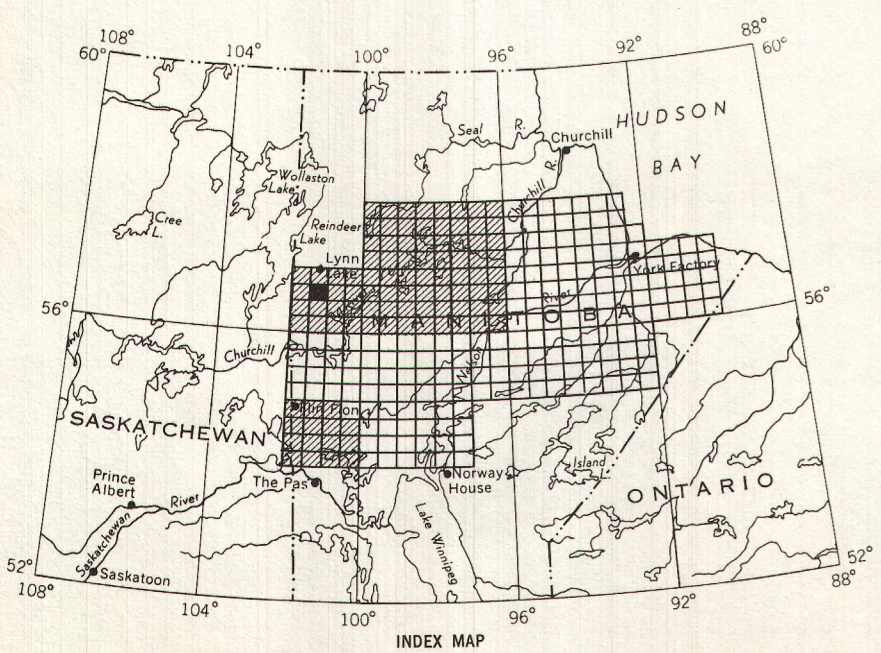 108°
104°
100°
96°
92°
88°
60°
60°
HUDSON
BAY
Seal R.
Churchill
Churchill R.
Wollaston
Lake
Cree
L.
Reindeer
Lake
Lynn
Lake
York Factory
River
56°
56°
MANITOBA
Churchill
Nelson
Flin Flon
SASKATCHEWAN
Island
Prince
Albert
River
The Pas
Norway
House
ONTARIO
Saskatchewan
Lake Winnipeg
Saskatoon
52°
52°
108°
104°
100°
96°
92°
88°
INDEX MAP